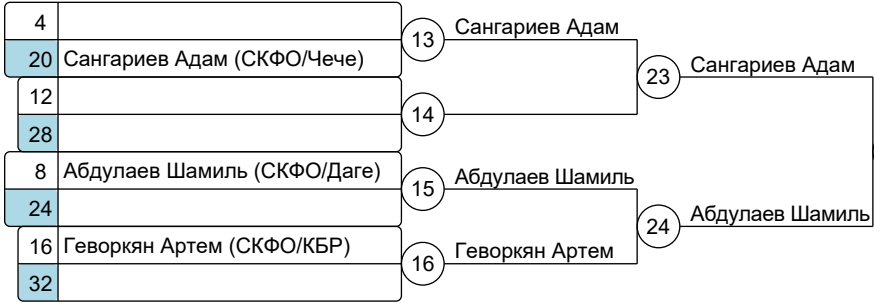 4
13 Сангариев Адам
20 Сангариев Адам (СКФО/Чече)
23 Сангариев Адам
12
14
28
8 Абдулаев Шамиль (СКФО/Даге)
15 Абдулаев Шамиль
24
24 Абдулаев Шамиль
16 Геворкян Артем (СКФО/КБР)
16 Геворкян Артем
32